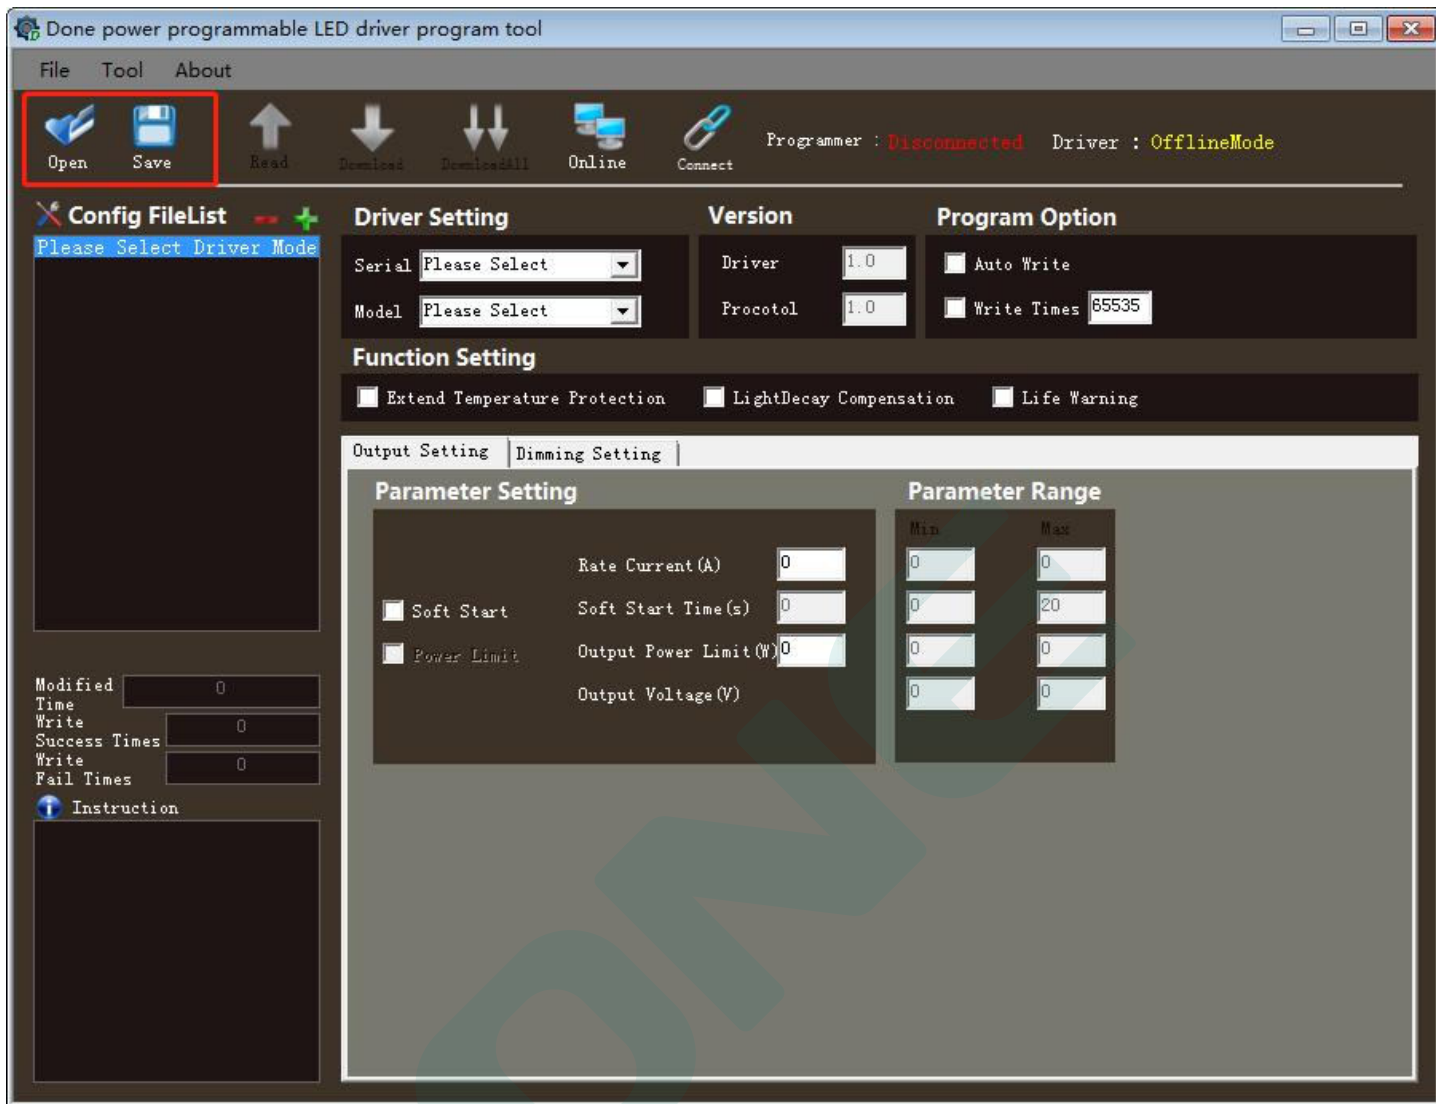 Done power programmable LED driver program tool
File Tool About
Open Save Read Download DownloadAll Online Connect Programmer : Disconnected Driver : OfflineMode
Config FileList
Please Select Driver Mode
Driver Setting
Serial Please Select
Model Please Select
Version
Driver 1.0
Procotol 1.0
Program Option
Auto Write
Write Times 65535
Function Setting
Extend Temperature Protection LightDecay Compensation Life Warning
Output Setting Dimming Setting
Parameter Setting Parameter Range
Min Max
Rate Current(A) 0 0 0
Soft Start Soft Start Time(s) 0 0 20
Power Limit Output Power Limit(W) 0 0 0
Output Voltage(V) 0 0
Modified
Time 0
Write
Success Times 0
Write
Fail Times 0
Instruction